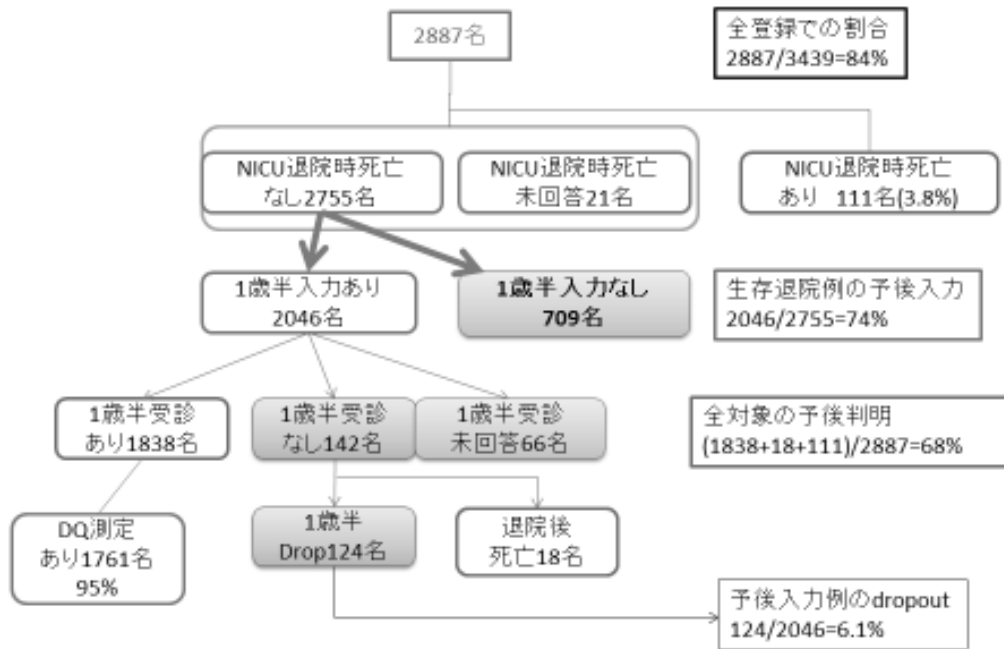 2887名
全登録での割合
2887/3439=84%
NICU退院時死亡
なし2755名
NICU退院時死亡
未回答21名
NICU退院時死亡
あり 111名(3.8%)
1歳半入力あり
2046名
1歳半入力なし
709名
生存退院例の予後入力
2046/2755=74%
1歳半受診
あり1838名
1歳半受診
なし142名
1歳半受診
未回答66名
全対象の予後判明
(1838+18+111)/2887=68%
DQ測定
あり1761名
95%
1歳半
Drop124名
退院後
死亡18名
予後入力例のdropout
124/2046=6.1%